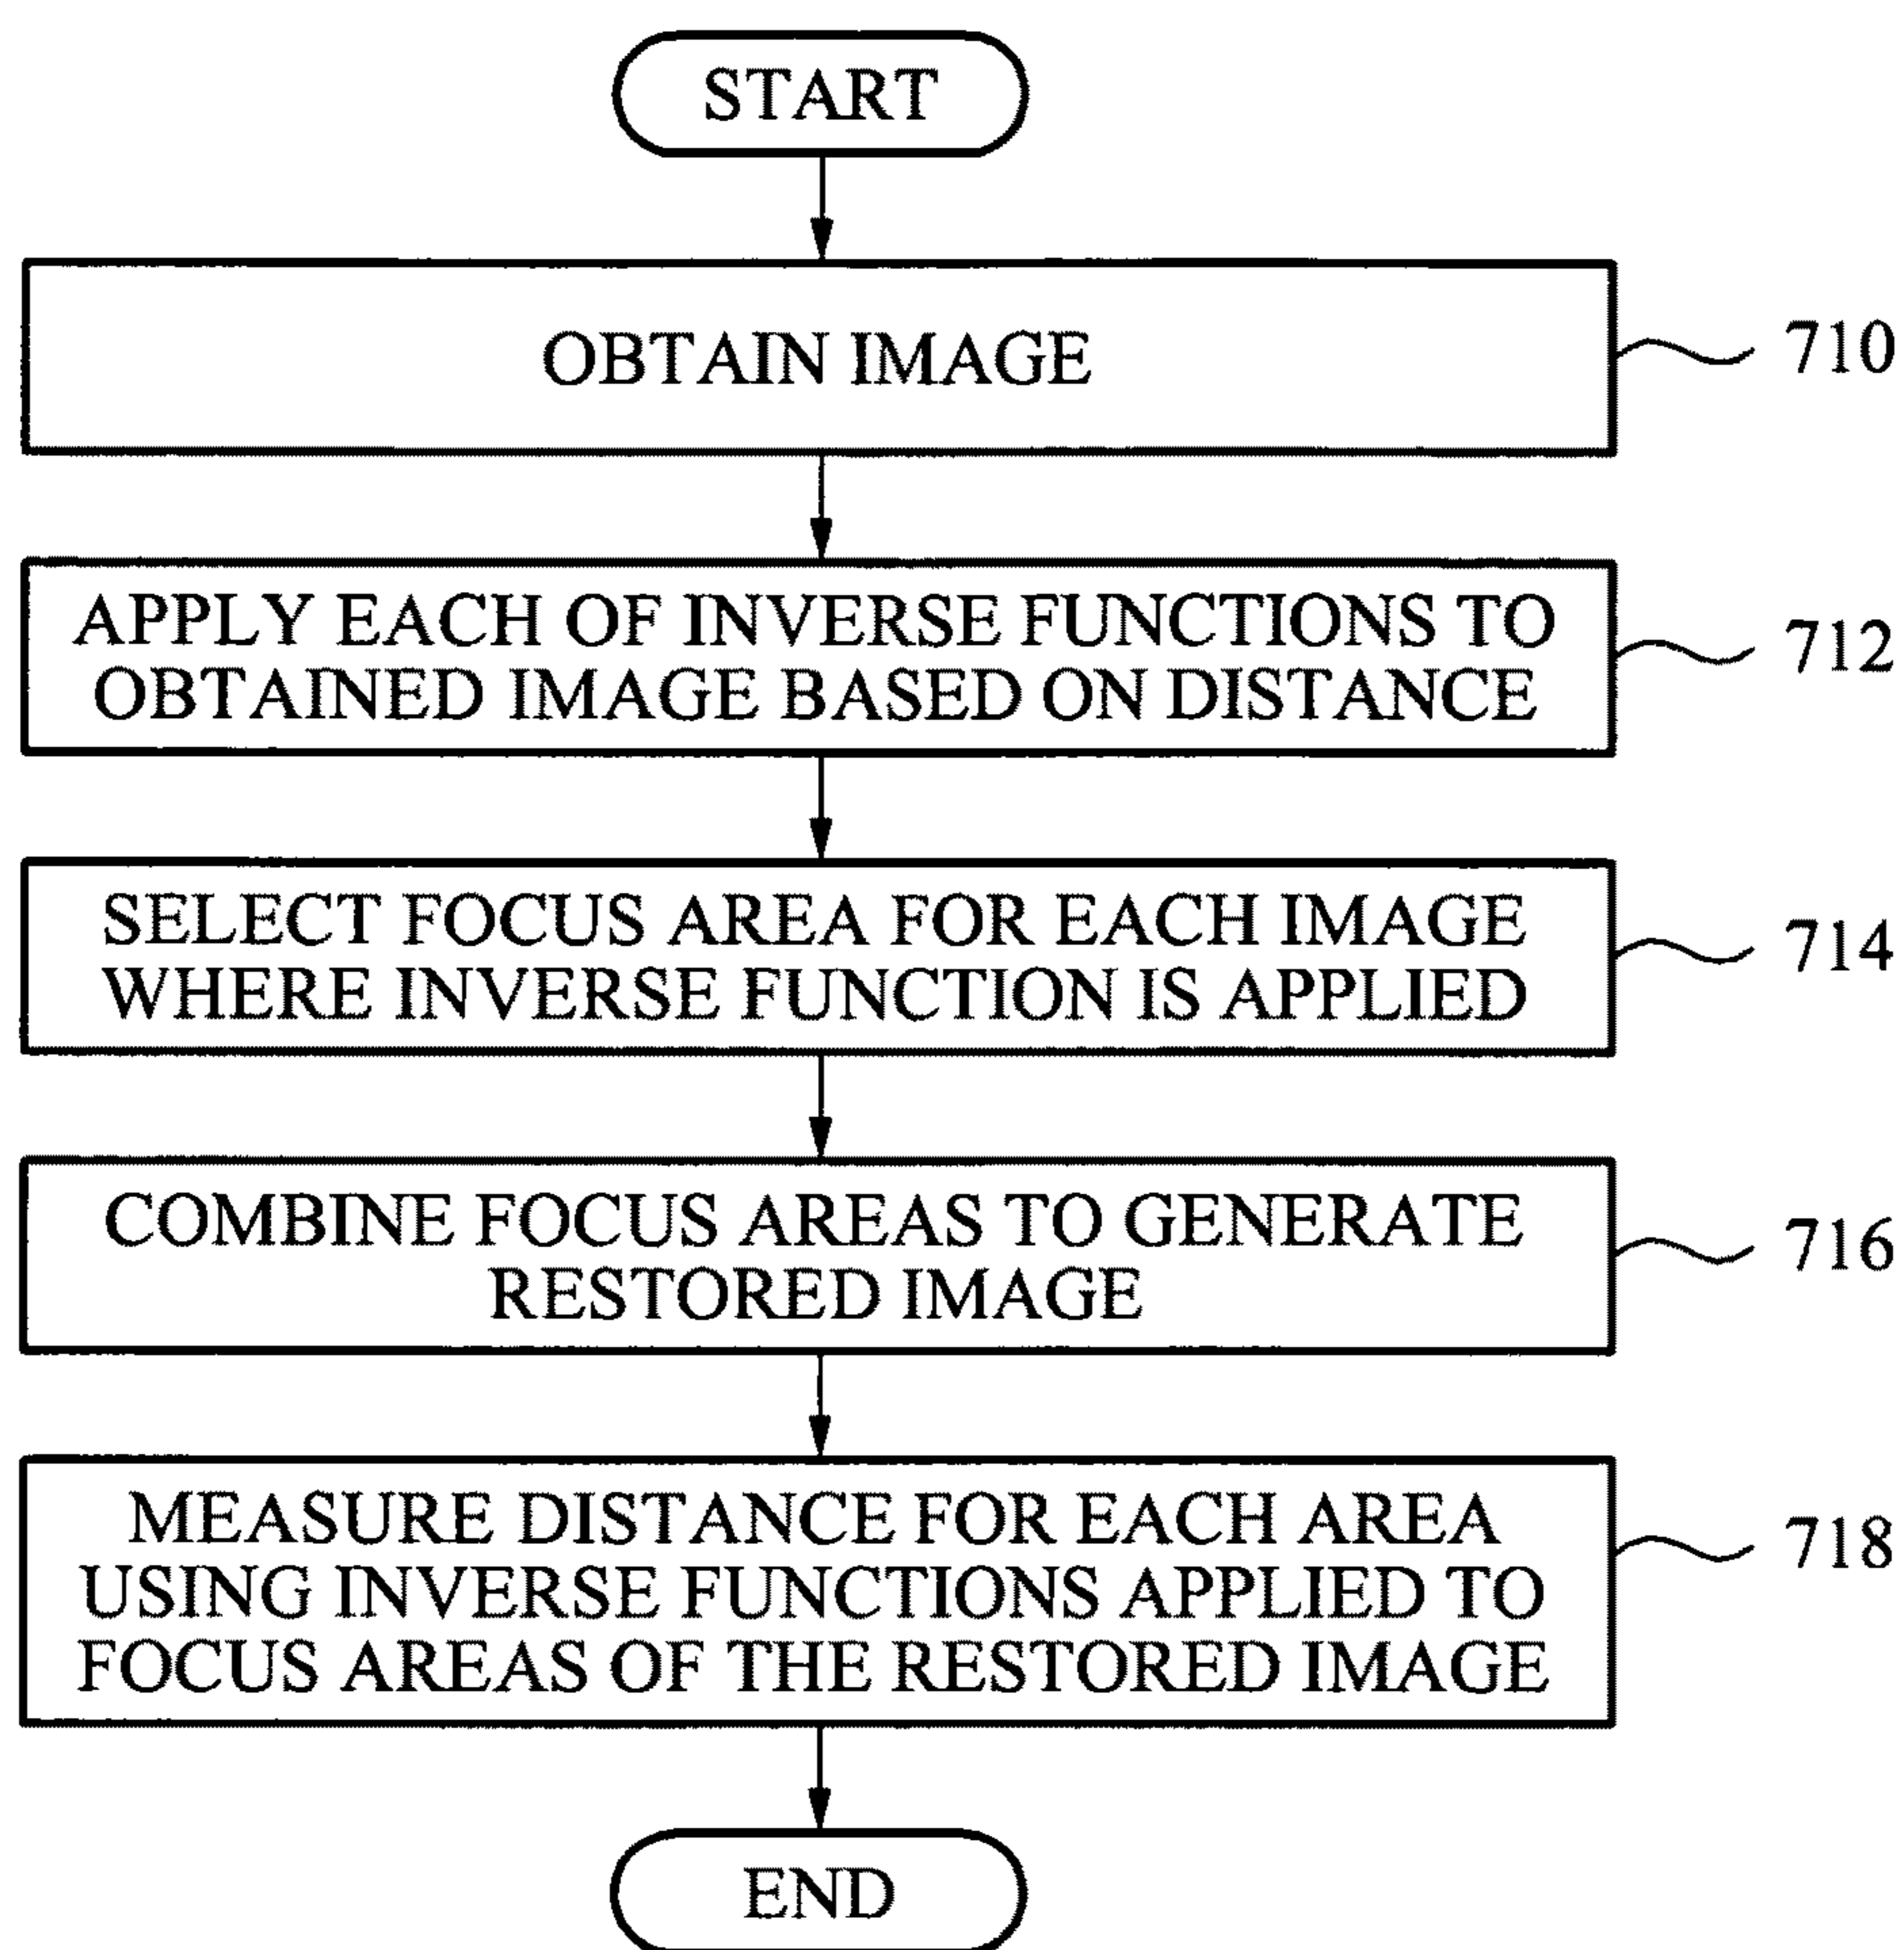 START
OBTAIN IMAGE
710
APPLY EACH OF INVERSE FUNCTIONS TO
OBTAINED IMAGE BASED ON DISTANCE
712
SELECT FOCUS AREA FOR EACH IMAGE
WHERE INVERSE FUNCTION IS APPLIED
714
COMBINE FOCUS AREAS TO GENERATE
RESTORED IMAGE
716
MEASURE DISTANCE FOR EACH AREA
USING INVERSE FUNCTIONS APPLIED TO
FOCUS AREAS OF THE RESTORED IMAGE
718
END